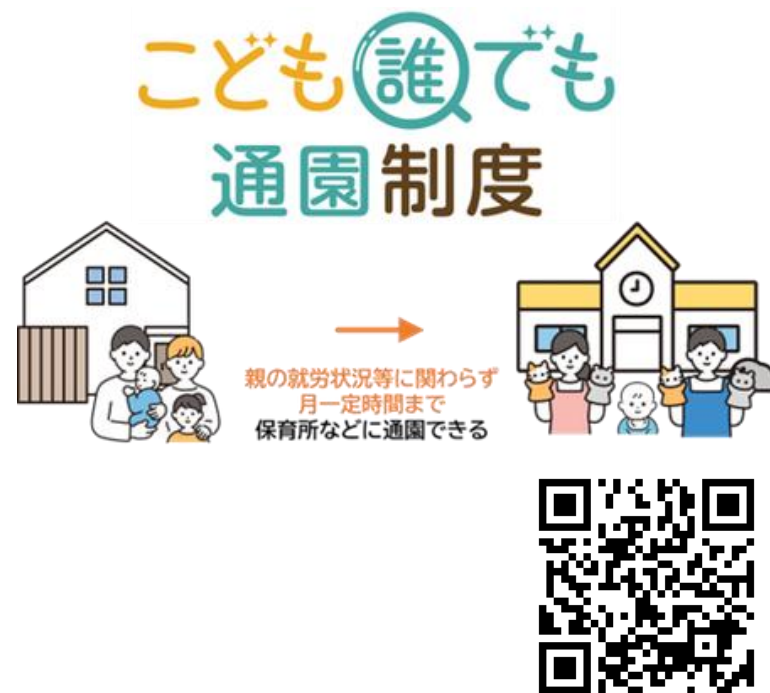 こども誰でも
通園制度
親の就労状況等に関わらず
月一定時間まで
保育所などに通園できる